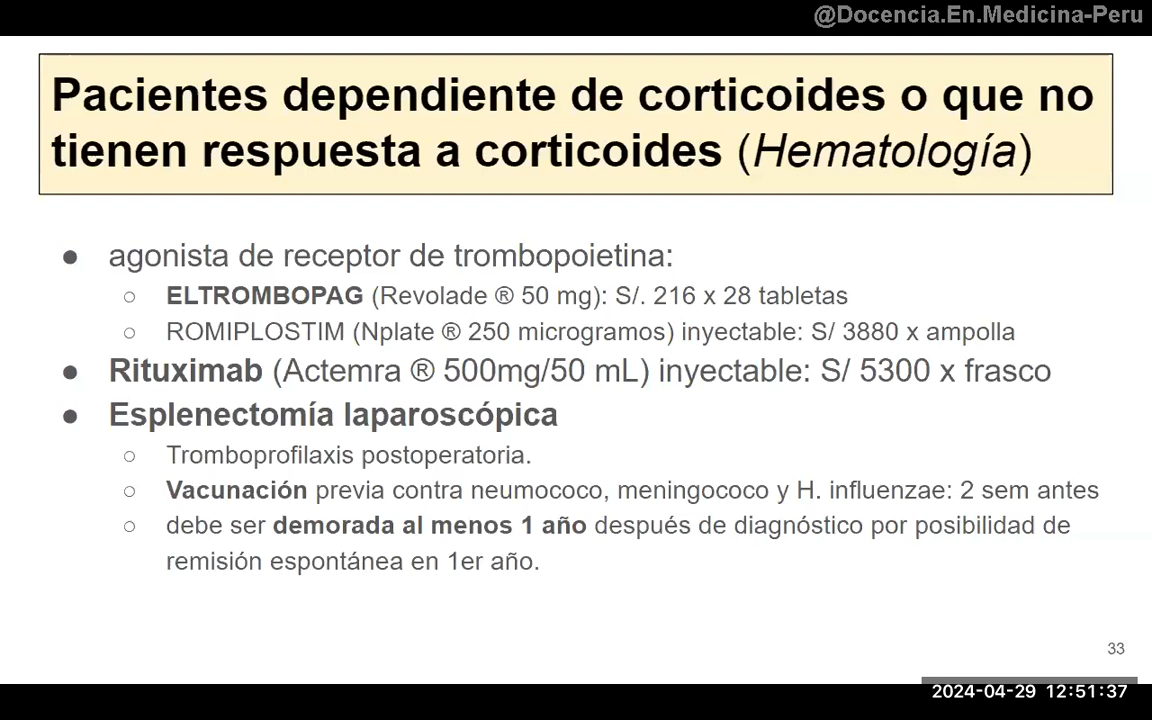 @Docencia.En.Medicina-Peru
Pacientes dependiente de corticoides o que no
tienen respuesta a corticoides (Hematología)
● agonista de receptor de trombopoietina:
○ ELTROMBOPAG (Revolade ® 50 mg): S/. 216 x 28 tabletas
○ ROMIPLOSTIM (Nplate ® 250 microgramos) inyectable: S/ 3880 x ampolla
● Rituximab (Actemra ® 500mg/50 mL) inyectable: S/ 5300 x frasco
● Esplenectomía laparoscópica
○ Tromboprofilaxis postoperatoria.
○ Vacunación previa contra neumococo, meningococo y H. influenzae: 2 sem antes
○ debe ser demorada al menos 1 año después de diagnóstico por posibilidad de
remisión espontánea en 1er año.
33
2024-04-29 12:51:37